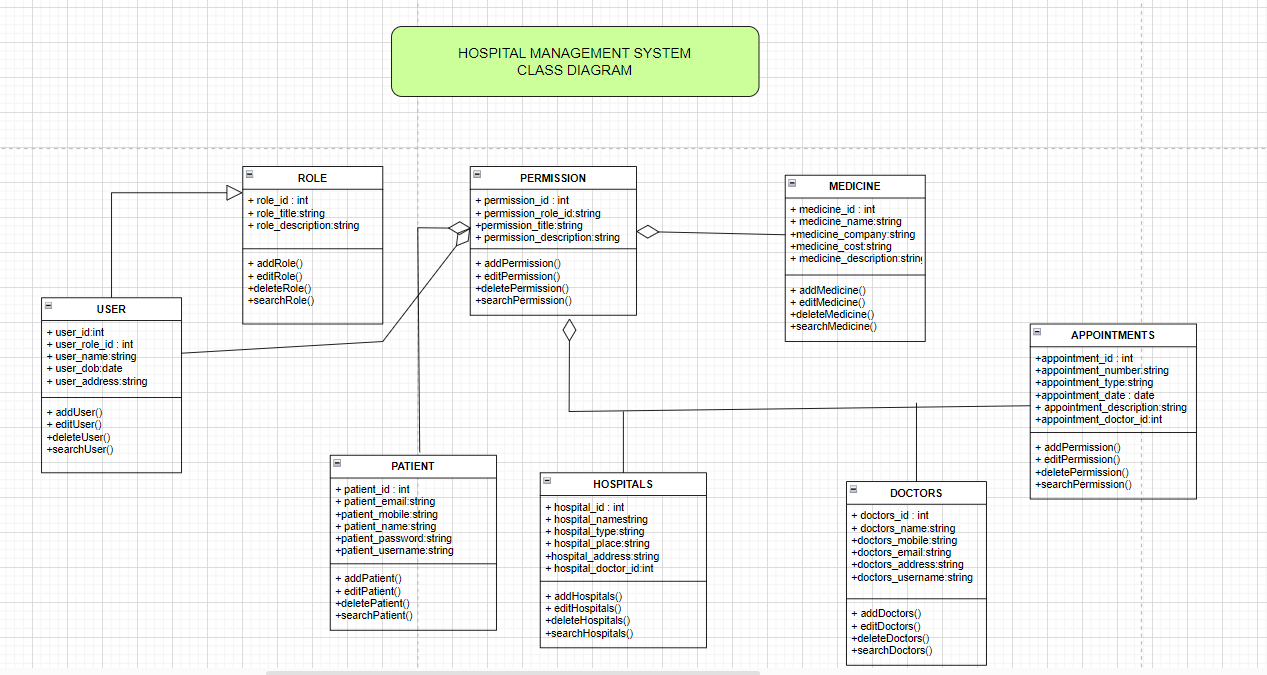 HOSPITAL MANAGEMENT SYSTEM
CLASS DIAGRAM
ROLE
+ role_id : int
+ role_title:string
+ role_description:string
+ addRole()
+ editRole()
+deleteRole()
+searchRole()
PERMISSION
+ permission_id : int
+ permission_role_id:string
+permission_title:string
+ permission_description:string
+ addPermission()
+ editPermission()
+deletePermission()
+searchPermission()
MEDICINE
+ medicine_id : int
+ medicine_name:string
+medicine_company:string
+medicine_cost:string
+ medicine_description:string
+ addMedicine()
+ editMedicine()
+deleteMedicine()
+searchMedicine()
USER
+ user_id:int
+ user_role_id : int
+ user_name:string
+ user_dob:date
+ user_address:string
+ addUser()
+ editUser()
+deleteUser()
+searchUser()
APPOINTMENTS
+appointment_id : int
+appointment_number:string
+appointment_type:string
+appointment_date : date
+ appointment_description:string
+appointment_doctor_id:int
+ addPermission()
+ editPermission()
+deletePermission()
+searchPermission()
PATIENT
+ patient_id : int
+ patient_email:string
+patient_mobile:string
+ patient_name:string
+patient_password:string
+patient_username:string
+ addPatient()
+ editPatient()
+deletePatient()
+searchPatient()
HOSPITALS
+ hospital_id : int
+ hospital_namestring
+ hospital_type:string
+ hospital_place:string
+hospital_address:string
+ hospital_doctor_id:int
+ addHospitals()
+ editHospitals()
+deleteHospitals()
+searchHospitals()
DOCTORS
+ doctors_id : int
+ doctors_name:string
+doctors_mobile:string
+doctors_email:string
+doctors_address:string
+doctors_username:string
+ addDoctors()
+ editDoctors()
+deleteDoctors()
+searchDoctors()